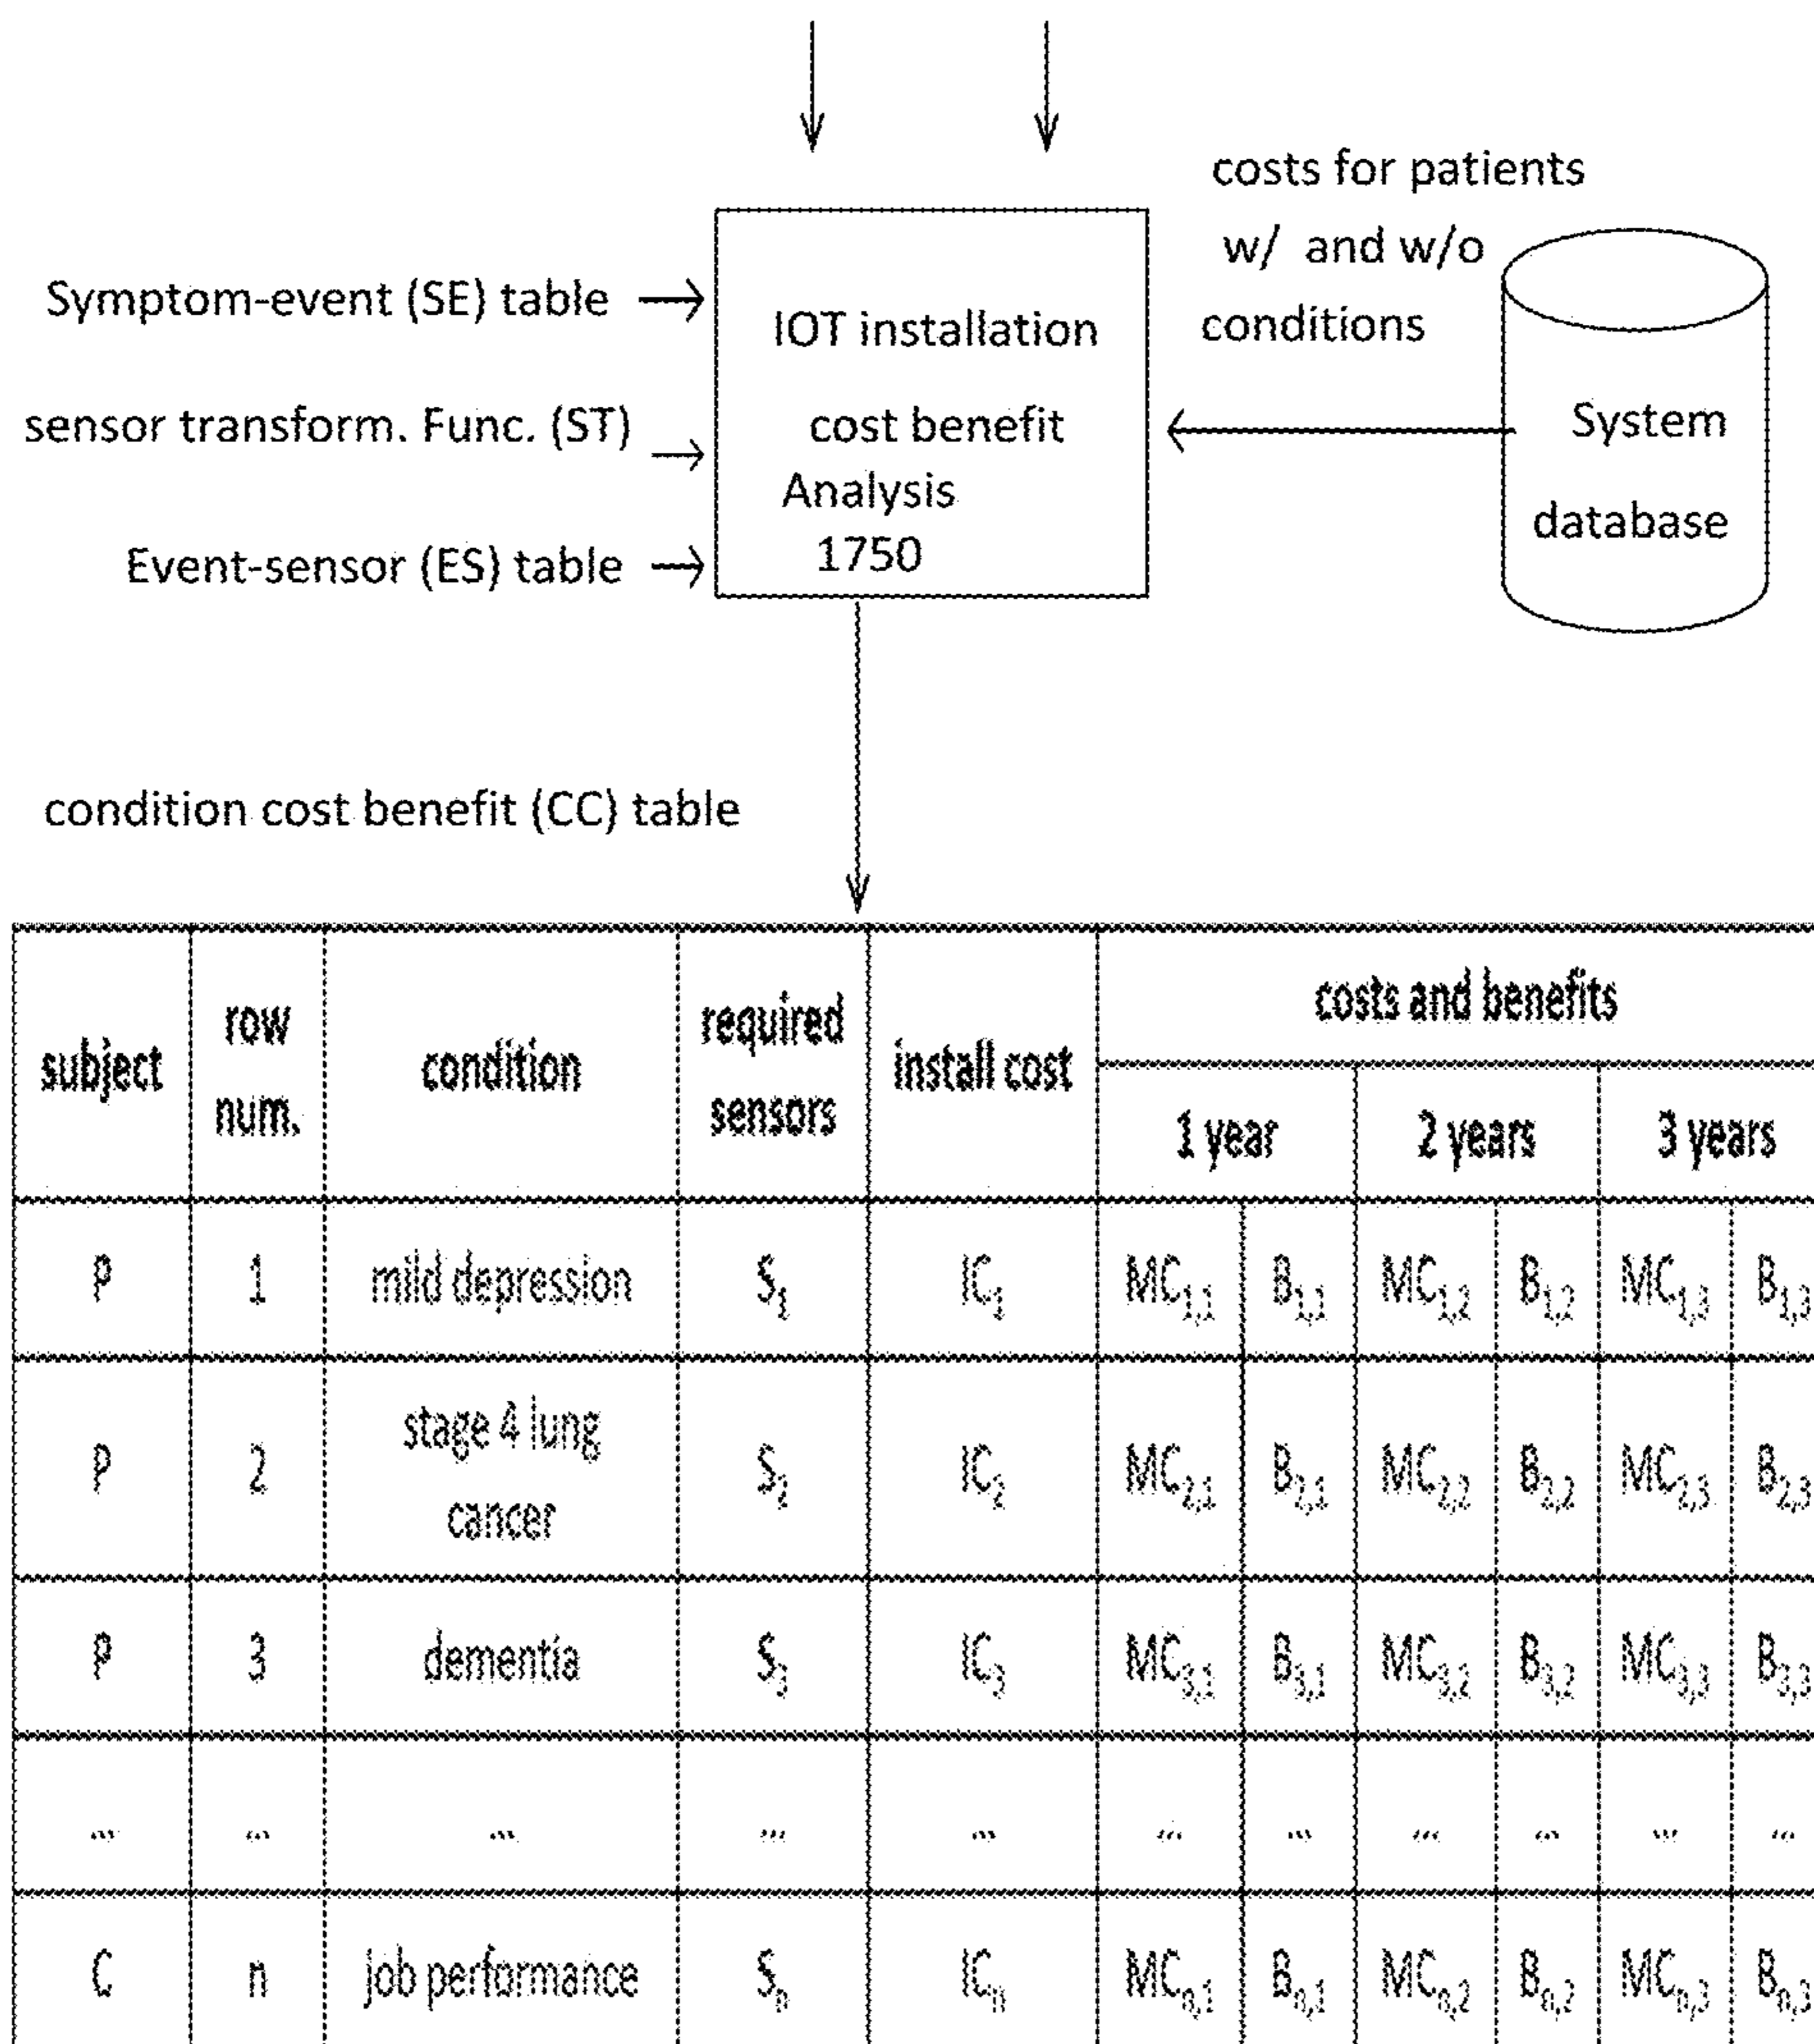 costs for patients
w/ and w/o
conditions
Symptom-event (SE) table
sensor transform. Func. (ST)
Event-sensor (ES) table
IOT installation
cost benefit
Analysis
1750
System
database
condition cost benefit (CC) table
subject
row
num.
condition
required
sensors
install cost
costs and benefits
1 year 2 years 3 years
P 1 mild depression S₁ IC₁ MC₁,₁ B₁,₁ MC₁,₂ B₁,₂ MC₁,₃ B₁,₃
P 2 stage 4 lung
cancer S₂ IC₂ MC₂,₁ B₂,₁ MC₂,₂ B₂,₂ MC₂,₃ B₂,₃
P 3 dementia S₃ IC₃ MC₃,₁ B₃,₁ MC₃,₂ B₃,₂ MC₃,₃ B₃,₃
... ... ... ... ... ... ... ... ... ... ...
C n job performance Sₙ ICₙ MCₙ,₁ Bₙ,₁ MCₙ,₂ Bₙ,₂ MCₙ,₃ Bₙ,₃